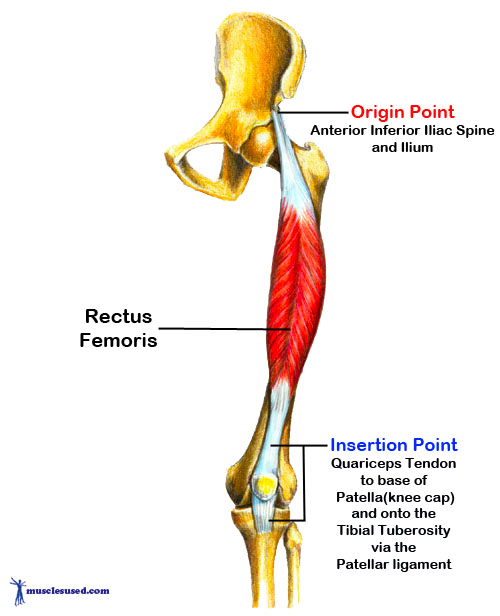 Origin Point
Anterior Inferior Iliac Spine
and Ilium
Rectus
Femoris
Insertion Point
Quariceps Tendon
to base of
Patella(knee cap)
and onto the
Tibial Tuberosity
via the
Patellar ligament
musclesused.com